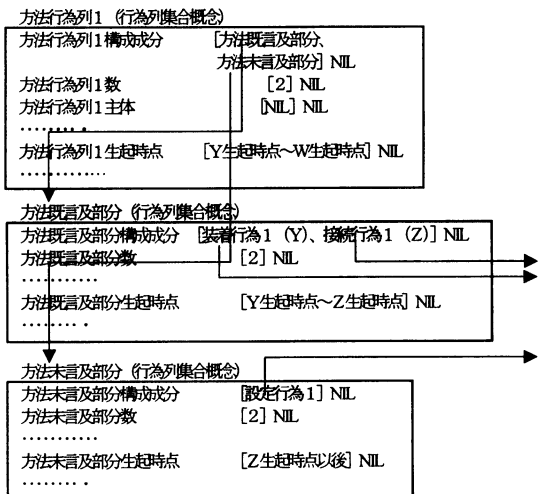 方法行為列1（行為列集合概念）
方法行為列1構成成分　[方法既言及部分、
方法未言及部分] NIL
方法行為列1数　[2] NIL
方法行為列1主体　[NIL] NIL
・・・・・・・・
方法行為列1生起時点　[Y生起時点～W生起時点] NIL
・・・・・・・・・・
方法既言及部分（行為列集合概念）
方法既言及部分構成成分　[装着行為1（Y）、接続行為1（Z）] NIL
方法既言及部分数　[2] NIL
・・・・・・・・・・
方法既言及部分生起時点　[Y生起時点～Z生起時点] NIL
・・・・・・・・
方法未言及部分（行為列集合概念）
方法未言及部分構成成分　[設定行為1] NIL
方法未言及部分数　[2] NIL
・・・・・・・・・・
方法未言及部分生起時点　[Z生起時点以後] NIL
・・・・・・・・